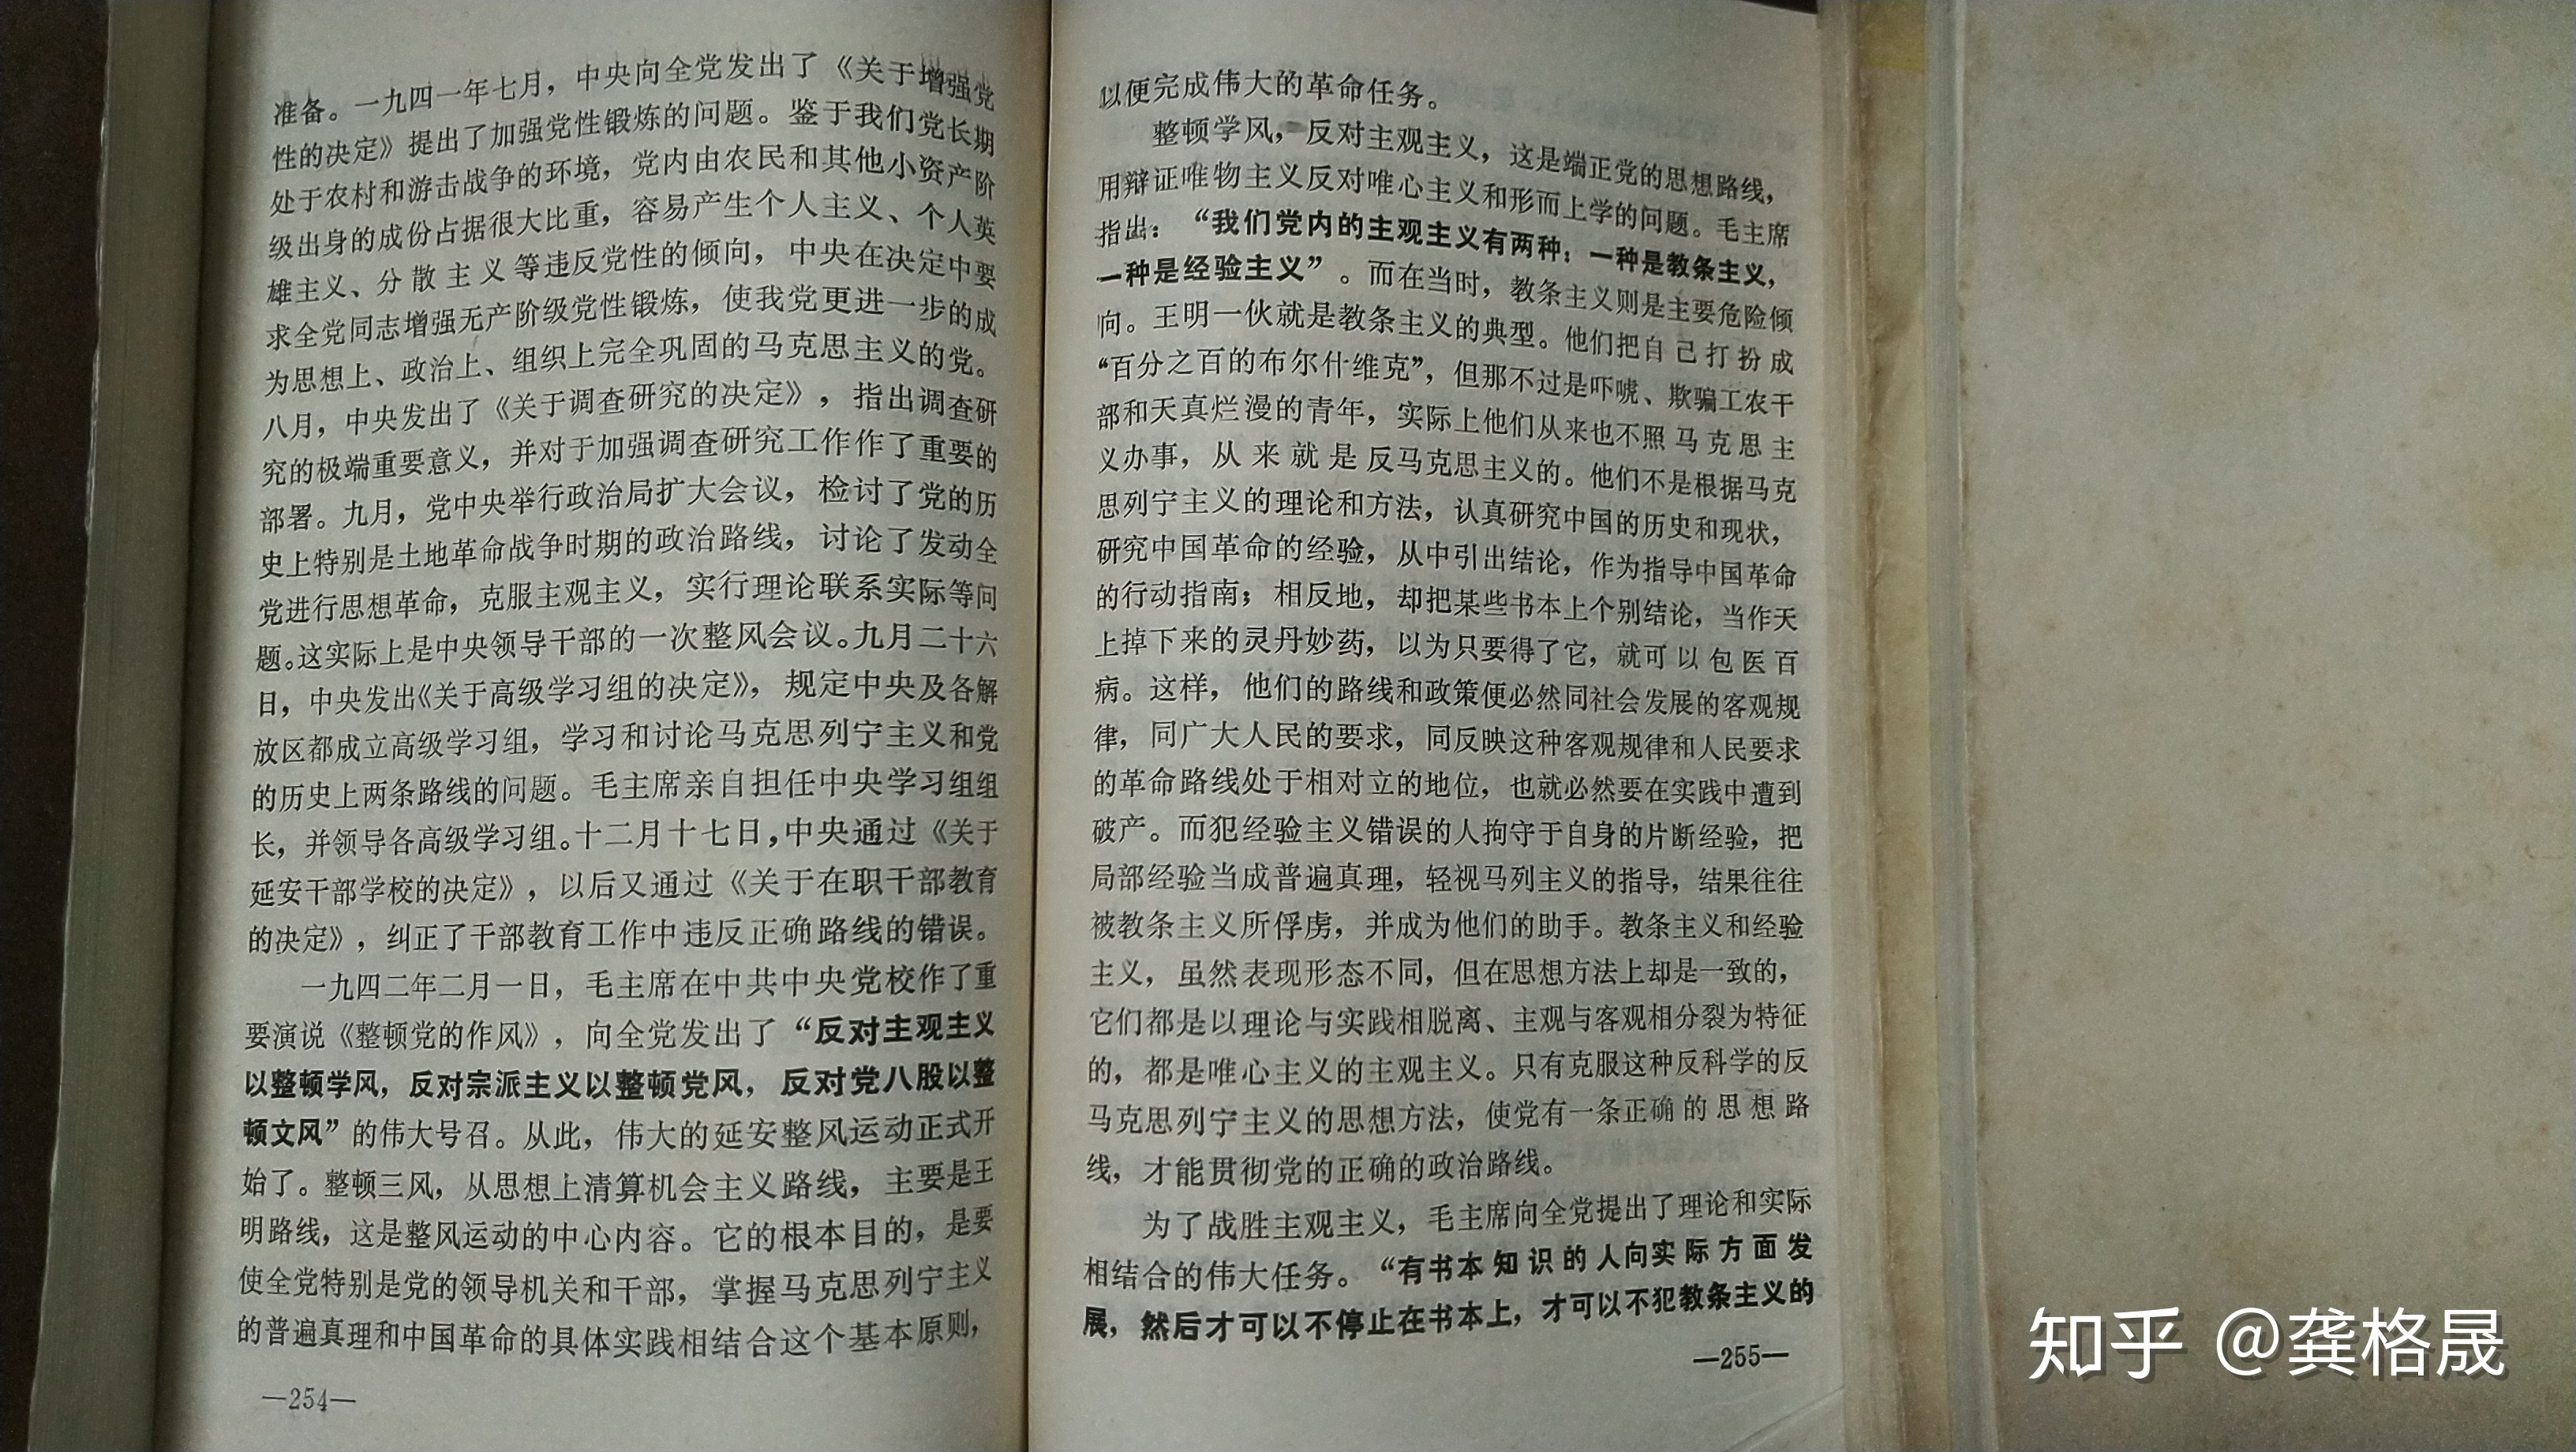 准备。一九四一年七月，中央向全党发出了《关于增强党
性的决定》提出了加强党性锻炼的问题。鉴于我们党长期
处于农村和游击战争的环境，党内由农民和其他小资产阶
级出身的成份占据很大比重，容易产生个人主义、个人英
雄主义、分散主义等违反党性的倾向，中央在决定中要
求全党同志增强无产阶级党性锻炼，使我党更进一步的成
为思想上、政治上、组织上完全巩固的马克思主义的党。
八月，中央发出了《关于调查研究的决定》，指出调查研
究的极端重要意义，并对于加强调查研究工作作了重要的
部署。九月，党中央举行政治局扩大会议，检讨了党的历
史上特别是土地革命战争时期的政治路线，讨论了发动全
党进行思想革命，克服主观主义，实行理论联系实际等问
题。这实际上是中央领导干部的一次整风会议。九月二十六
日，中央发出《关于高级学习组的决定》，规定中央及各解
放区都成立高级学习组，学习和讨论马克思列宁主义和党
的历史上两条路线的问题。毛主席亲自担任中央学习组组
长，并领导各高级学习组。十二月十七日，中央通过《关于
延安干部学校的决定》，以后又通过《关于在职干部教育
的决定》，纠正了干部教育工作中违反正确路线的错误。
一九四二年二月一日，毛主席在中共中央党校作了重
要演说《整顿党的作风》，向全党发出了“反对主观主义
以整顿学风，反对宗派主义以整顿党风，反对党八股以整
顿文风”的伟大号召。从此，伟大的延安整风运动正式开
始了。整顿三风，从思想上清算机会主义路线，主要是王
明路线，这是整风运动的中心内容。它的根本目的，是要
使全党特别是党的领导机关和干部，掌握马克思列宁主义
的普遍真理和中国革命的具体实践相结合这个基本原则，
—254—
以便完成伟大的革命任务。
整顿学风，反对主观主义，这是端正党的思想路线，
用辩证唯物主义反对唯心主义和形而上学的问题。毛主席
指出：“我们党内的主观主义有两种：一种是教条主义，
一种是经验主义”。而在当时，教条主义则是主要危险倾
向。王明一伙就是教条主义的典型。他们把自己打扮成
“百分之百的布尔什维克”，但那不过是吓唬、欺骗工农干
部和天真烂漫的青年，实际上他们从来也不照马克思主
义办事，从来就是反马克思主义的。他们不是根据马克
思列宁主义的理论和方法，认真研究中国的历史和现状，
研究中国革命的经验，从中引出结论，作为指导中国革命
的行动指南；相反地，却把某些书本上个别结论，当作天
上掉下来的灵丹妙药，以为只要得了它，就可以包医百
病。这样，他们的路线和政策便必然同社会发展的客观规
律，同广大人民的要求，同反映这种客观规律和人民要求
的革命路线处于相对立的地位，也就必然要在实践中遭到
破产。而犯经验主义错误的人拘守于自身的片断经验，把
局部经验当成普遍真理，轻视马列主义的指导，结果往往
被教条主义所俘虏，并成为他们的助手。教条主义和经验
主义，虽然表现形态不同，但在思想方法上却是一致的，
它们都是以理论与实践相脱离、主观与客观相分裂为特征
的，都是唯心主义的主观主义。只有克服这种反科学的反
马克思列宁主义的思想方法，使党有一条正确的思想路
线，才能贯彻党的正确的政治路线。
为了战胜主观主义，毛主席向全党提出了理论和实际
相结合的伟大任务。“有书本知识的人向实际方面发
展，然后才可以不停止在书本上，才可以不犯教条主义的
—255—
知乎 @龚格晟